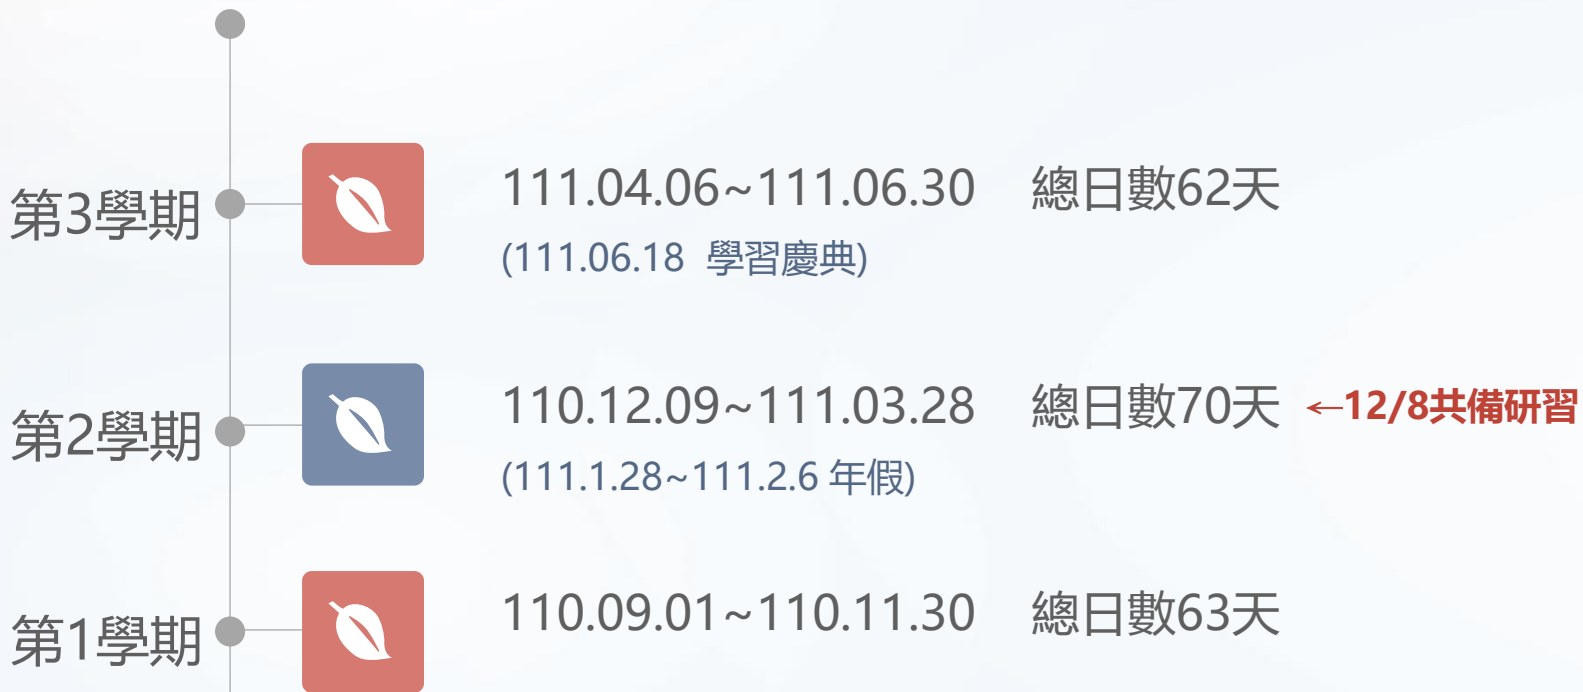 第3學期
111.04.06~111.06.30 總日數62天
(111.06.18 學習慶典)
第2學期
110.12.09~111.03.28 總日數70天 ←12/8共備研習
(111.1.28~111.2.6 年假)
第1學期
110.09.01~110.11.30 總日數63天